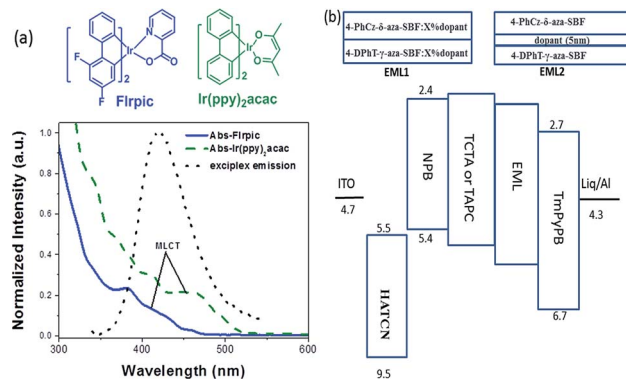 (a)
F
F
2
Ir
N
O
O
FIrpic
2
Ir
O
O
Ir(ppy)₂acac
Abs-FIrpic
Abs-Ir(ppy)₂acac
exciplex emission
MLCT
Normalized Intensity (a.u.)
1.0
0.8
0.6
0.4
0.2
0.0
300
400
500
600
Wavelength (nm)
(b)
4-PhCz-δ-aza-SBF:X%dopant
4-DPhT-γ-aza-SBF:X%dopant
EML1
4-PhCz-δ-aza-SBF
dopant (5nm)
4-DPhT-γ-aza-SBF
EML2
ITO
4.7
5.5
HATCN
9.5
2.4
NPB
5.4
TCTA or TAPC
EML
2.7
TmPyPB
6.7
Liq/Al
4.3